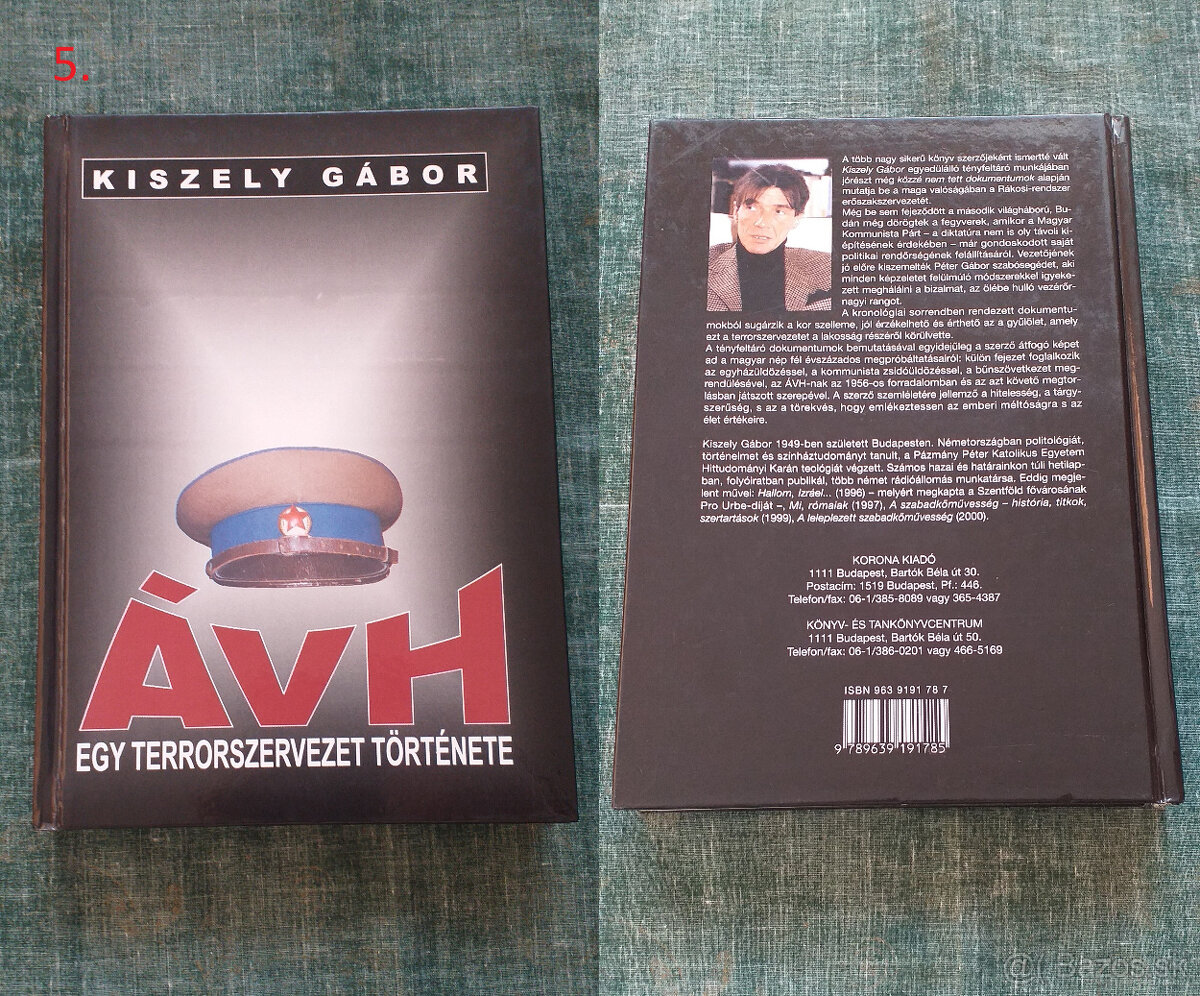 5.
KISZELY GÁBOR
ÁVH
EGY TERRORSZERVEZET TÖRTÉNETE
A több nagy sikerű könyv szerzőjeként ismertté vált
Kiszely Gábor egyedülálló tényfeltáró munkájában
jórészt még közzé nem tett dokumentumok alapján
mutatja be a maga valóságában a Rákosi-rendszer
erőszakszervezetét.
Még be sem fejeződött a második világháború, Bu-
dán még dörögtek a fegyverek, amikor a Magyar
Kommunista Párt – a diktatúra nem is oly távoli ki-
építésének érdekében – már gondoskodott saját
politikai rendőrségének felállításáról. Vezetőjének
jó előre kiszemelték Péter Gábor szabósegédet, aki
minden képzeletet felülmúló módszerekkel igyeke-
zett meghálálni a bizalmat, az ölébe hulló vezérőr-
nagyi rangot.
A kronológiai sorrendben rendezett dokumentu-
mokból sugárzik a kor szelleme, jól érzékelhető és érthető az a gyűlölet, amely
ezt a terrorszervezetet a lakosság részéről körülvette.
A tényfeltáró dokumentumok bemutatásával egyidejűleg a szerző átfogó képet
ad a magyar nép fél évszázados megpróbáltatásairól: külön fejezet foglalkozik
az egyházüldözéssel, a kommunista zsidóüldözéssel, a bűnszövetkezet meg-
rendülésével, az ÁVH-nak az 1956-os forradalomban és az azt követő megtor-
lásban játszott szerepével. A szerző szemléletére jellemző a hitelesség, a tárgy-
szerűség, s az a törekvés, hogy emlékeztessen az emberi méltóságra s az
élet értékeire.
Kiszely Gábor 1949-ben született Budapesten. Németországban politológiát,
történelmet és színháztudományt tanult, a Pázmány Péter Katolikus Egyetem
Hittudományi Karán teológiát végzett. Számos hazai és határainkon túli hetilap-
ban, folyóiratban publikál, több német rádióállomás munkatársa. Eddig megje-
lent művei: Hallom, Izráel... (1996) – melyért megkapta a Szentföld fővárosának
Pro Urbe-díját –, Mi, rómaiak (1997), A szabadkőművesség – história, titkok,
szertartások (1999), A leleplezett szabadkőművesség (2000).
KORONA KIADÓ
1111 Budapest, Bartók Béla út 30.
Postacím: 1519 Budapest, Pf.: 446.
Telefon/fax: 06-1/385-8089 vagy 365-4387
KÖNYV- ÉS TANKÖNYVCENTRUM
1111 Budapest, Bartók Béla út 50.
Telefon/fax: 06-1/386-0201 vagy 466-5169
ISBN 963 9191 78 7
9 789639 191785
Bazos.sk